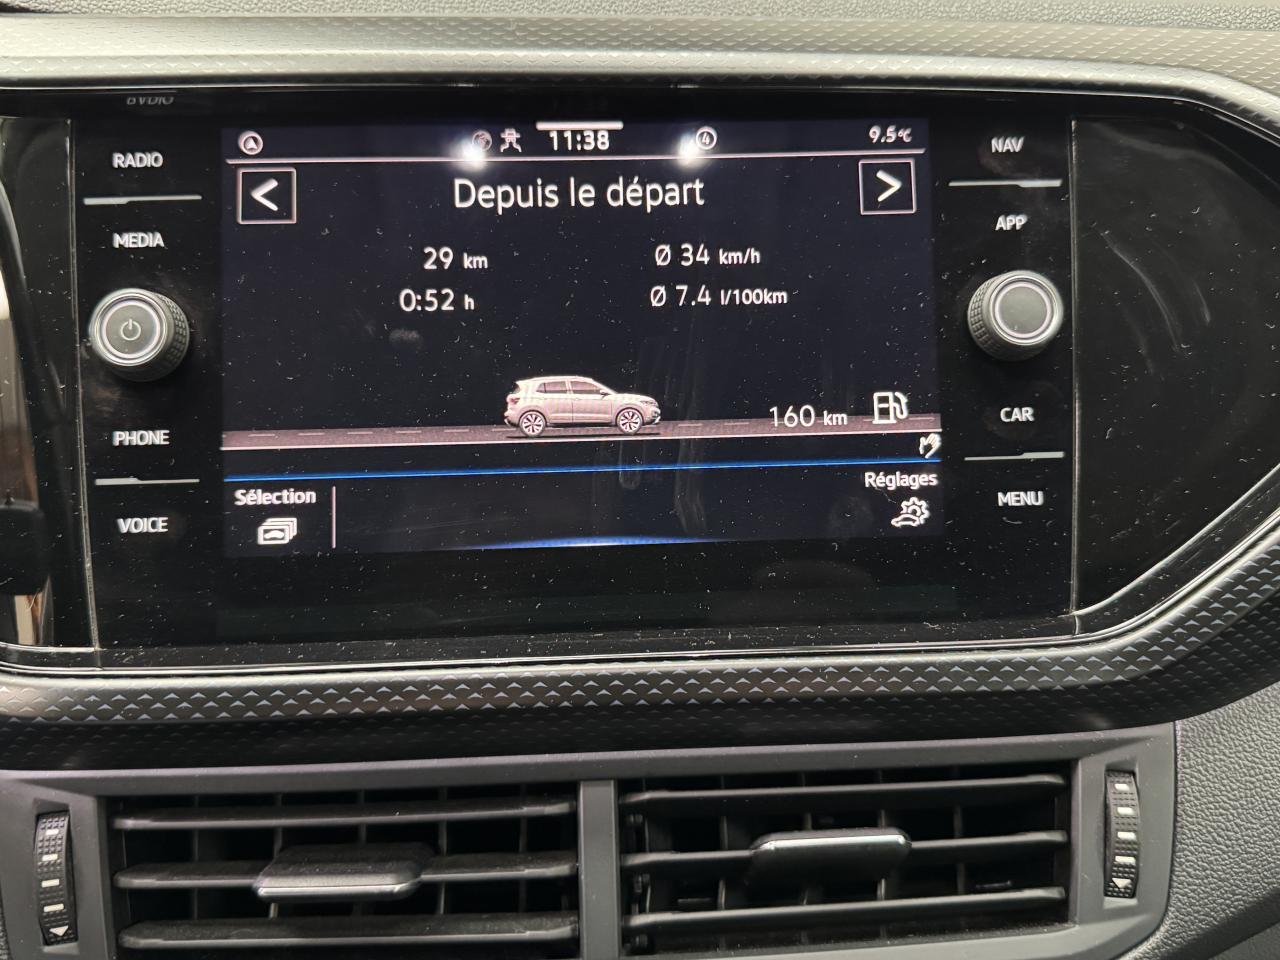 RADIO
MEDIA
PHONE
VOICE
11:38
4
9.5°C
< Depuis le départ >
29 km
Ø 34 km/h
0:52 h
Ø 7.4 l/100km
160 km
Sélection
Réglages
NAV
APP
CAR
MENU